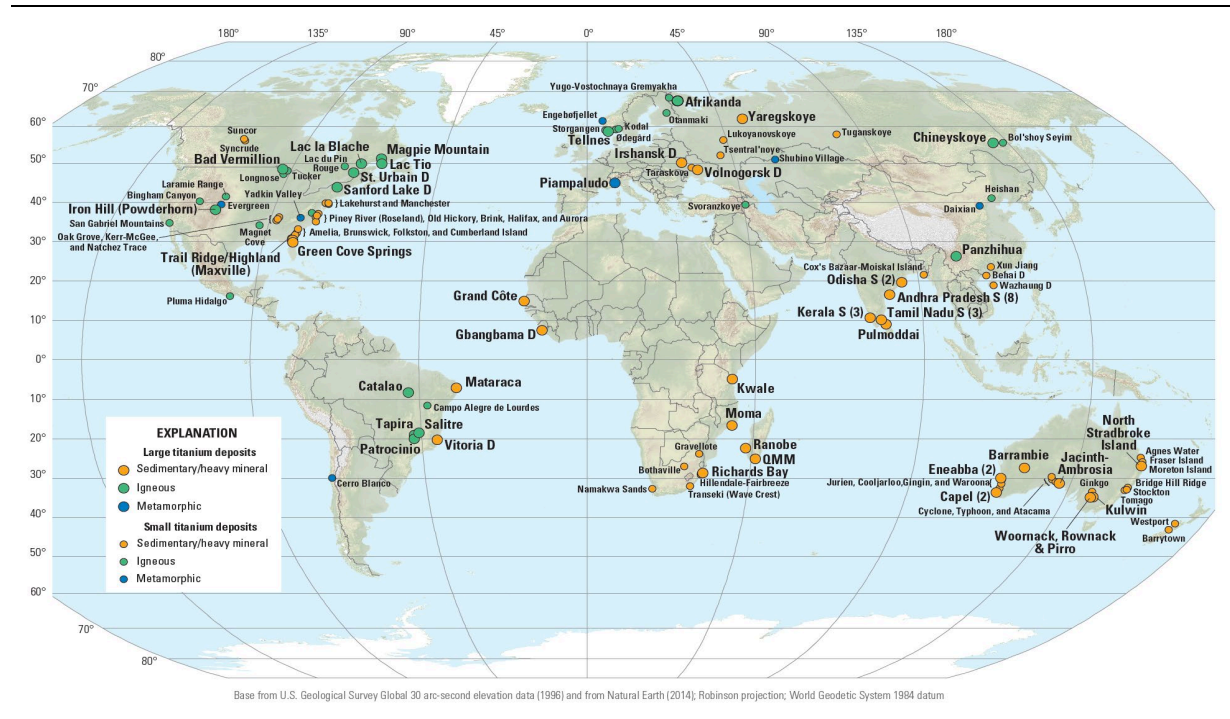 180° 135° 90° 45° 0° 45° 90° 135° 180°
80°
70°
60°
50°
40°
30°
20°
10°
0°
10°
20°
30°
40°
50°
60°
70°
80°
Suncor
Syncrude
Bad Vermillion
Longnose
Tucker
Lac la Blache
Lac du Pin
Rouge
Magpie Mountain
Lac Tio
St. Urbain D
Sanford Lake D
Laramie Range
Bingham Canyon
Yadkin Valley
Evergreen
Iron Hill (Powderhorn)
San Gabriel Mountains
Oak Grove, Kerr-McGee,
and Natchez Trace
Magnet
Cove
} Lakehurst and Manchester
} Piney River (Roseland), Old Hickory, Brink, Halifax, and Aurora
} Amelia, Brunswick, Folkston, and Cumberland Island
Trail Ridge/Highland
(Maxville)
Green Cove Springs
Pluma Hidalgo
Yugo-Vostochnaya Gremyakha
Afrikanda
Otanmaki
Engebøfjellet
Storgangen
Kodal
Ødegård
Tellnes
Yaregskoye
Lukoyanovskoye
Tsentral'noye
Tuganskoye
Shubino Village
Chineyskoye
Bol'shoy Seyim
Irshansk D
Taraskova
Volnogorsk D
Piampaludo
Svoranzkoye
Heishan
Daixian
Panzhihua
Cox's Bazaar-Moiskal Island
Xun Jiang
Behai D
Wazhaung D
Odisha S (2)
Andhra Pradesh S (8)
Kerala S (3)
Tamil Nadu S (3)
Pulmoddai
Grand Côte
Gbangbama D
Catalao
Mataraca
Campo Alegre de Lourdes
Tapira
Salitre
Patrocinio
Vitoria D
Cerro Blanco
Kwale
Moma
Ranobe
QMM
Gravellote
Bothaville
Richards Bay
Hillendale-Fairbreeze
Namakwa Sands
Transeki (Wave Crest)
North
Stradbroke
Island
Agnes Water
Fraser Island
Moreton Island
Barrambie
Jacinth-
Ambrosia
Eneabba (2)
Jurien, Cooljarloo,Gingin, and Waroona{
Capel (2)
Cyclone, Typhoon, and Atacama
Ginkgo
Bridge Hill Ridge
Stockton
Tomago
Kulwin
Woornack, Rownack
& Pirro
Westport
Barrytown
EXPLANATION
Large titanium deposits
Sedimentary/heavy mineral
Igneous
Metamorphic
Small titanium deposits
Sedimentary/heavy mineral
Igneous
Metamorphic
Base from U.S. Geological Survey Global 30 arc-second elevation data (1996) and from Natural Earth (2014); Robinson projection; World Geodetic System 1984 datum